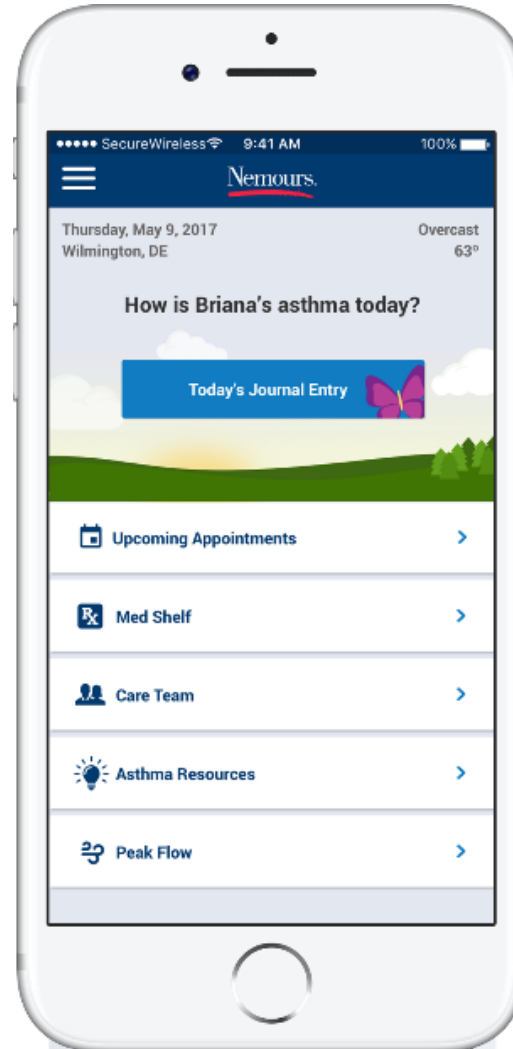 SecureWireless 9:41 AM 100%
Nemours.
Thursday, May 9, 2017 Overcast
Wilmington, DE 63°
How is Briana's asthma today?
Today's Journal Entry
Upcoming Appointments
Rx Med Shelf
Care Team
Asthma Resources
Peak Flow